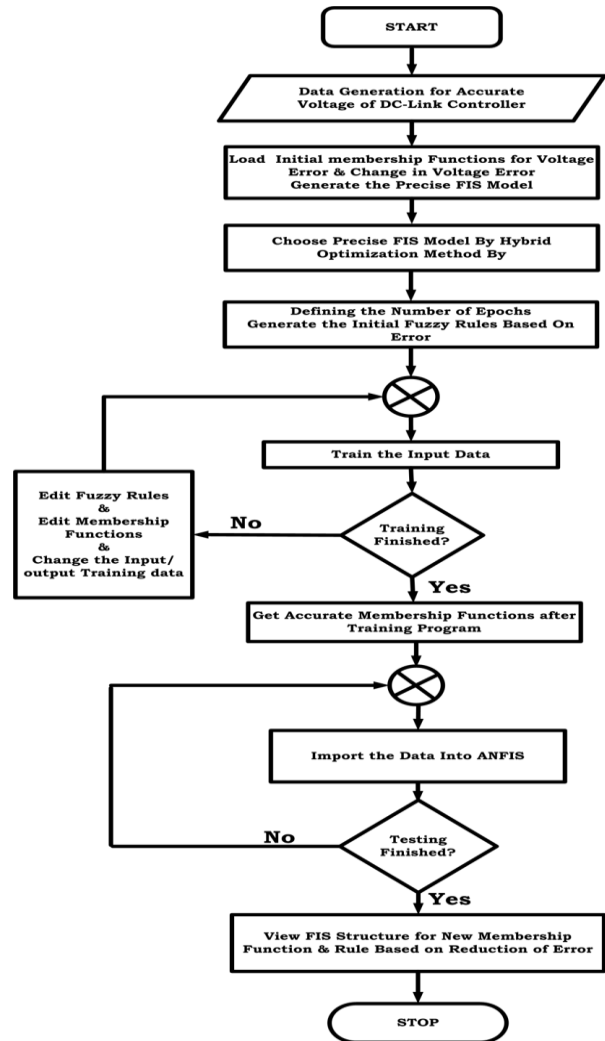 START
Data Generation for Accurate
Voltage of DC-Link Controller
Load Initial membership Functions for Voltage
Error & Change in Voltage Error
Generate the Precise FIS Model
Choose Precise FIS Model By Hybrid
Optimization Method By
Defining the Number of Epochs
Generate the Initial Fuzzy Rules Based On
Error
Train the Input Data
Edit Fuzzy Rules
&
Edit Membership
Functions
&
Change the Input/
output Training data
No
Training
Finished?
Yes
Get Accurate Membership Functions after
Training Program
Import the Data Into ANFIS
No
Testing
Finished?
Yes
View FIS Structure for New Membership
Function & Rule Based on Reduction of Error
STOP